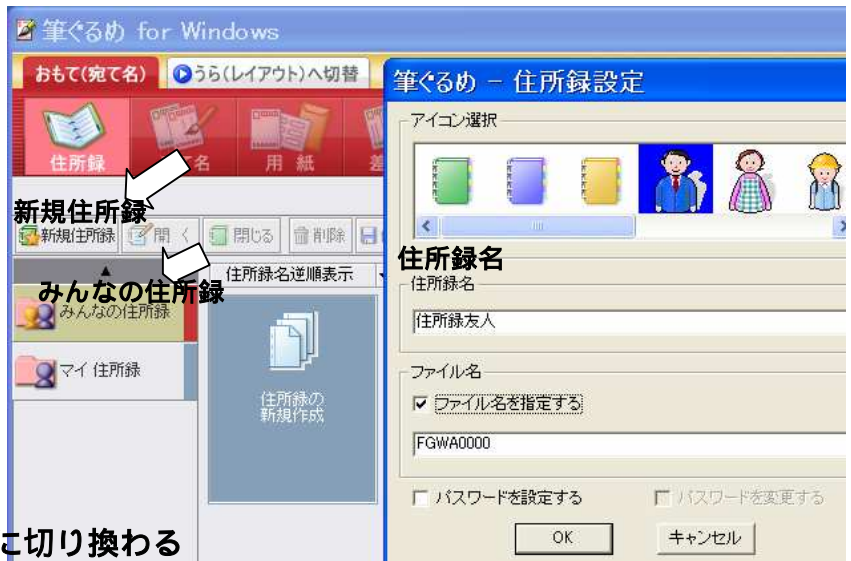 筆ぐるめ for Windows
おもて(宛て名) うら(レイアウト)へ切替
住所録 て名 用紙 差
新規住所録
新規住所録 開く 閉じる 削除
みんなの住所録
住所録名逆順表示
みんなの住所録
マイ 住所録
住所録の
新規作成
に切り換わる
筆ぐるめ - 住所録設定
アイコン選択
住所録名
住所録名
住所録友人
ファイル名
ファイル名を指定する
FGWA0000
パスワードを設定する パスワードを変更する
OK キャンセル